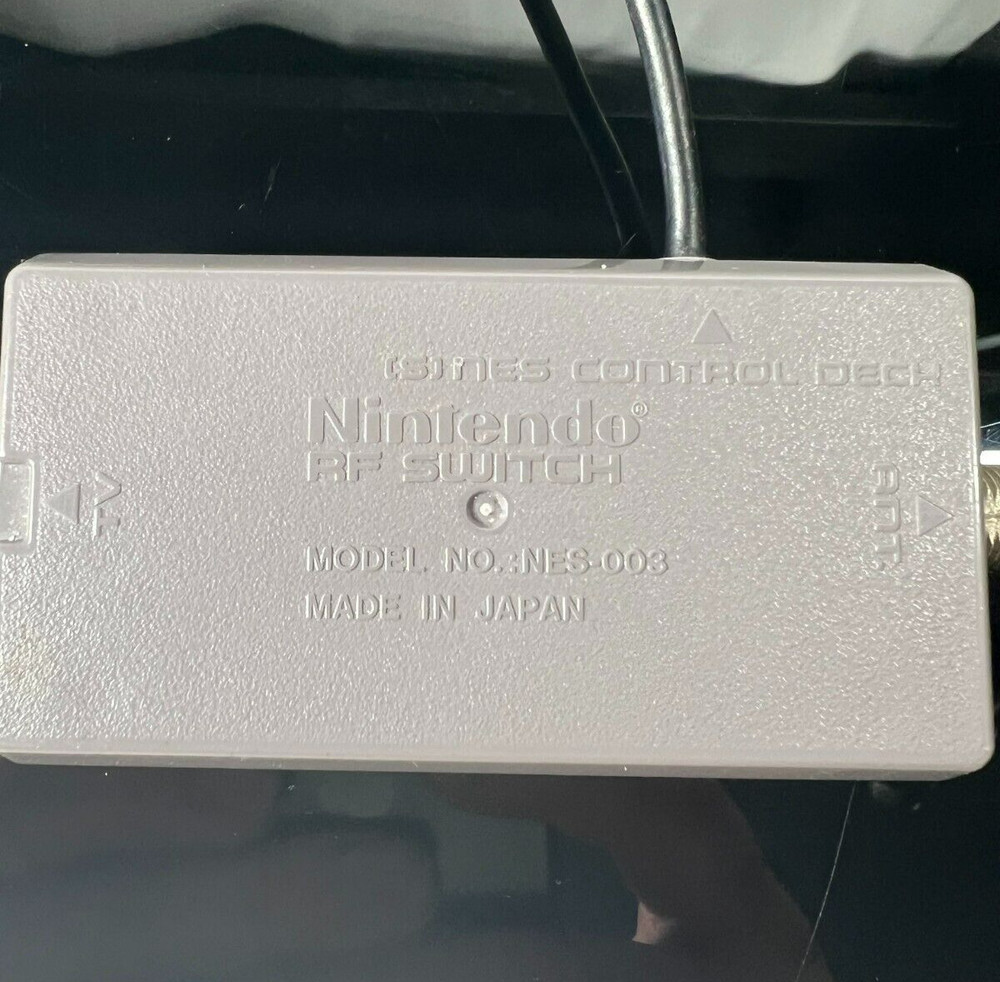 (S)NES CONTROL DECK
Nintendo®
RF SWITCH
TV
ANT.
MODEL NO.:NES-003
MADE IN JAPAN